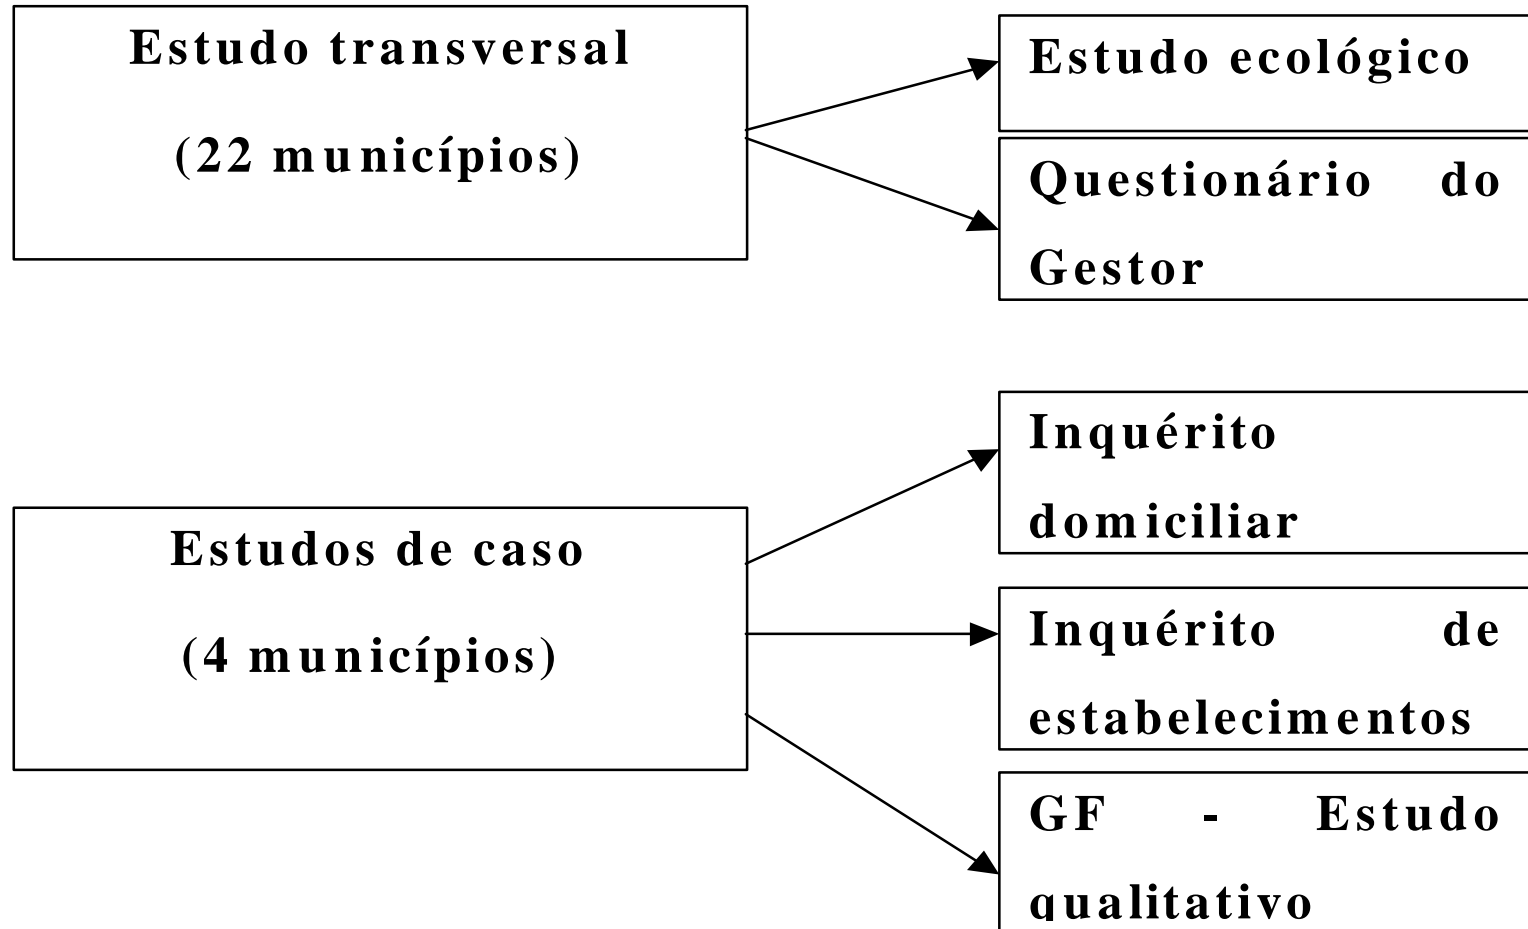 Estudo transversal
(22 municípios)
Estudo ecológico
Questionário do
Gestor
Estudos de caso
(4 municípios)
Inquérito
domiciliar
Inquérito de
estabelecimentos
GF - Estudo
qualitativo